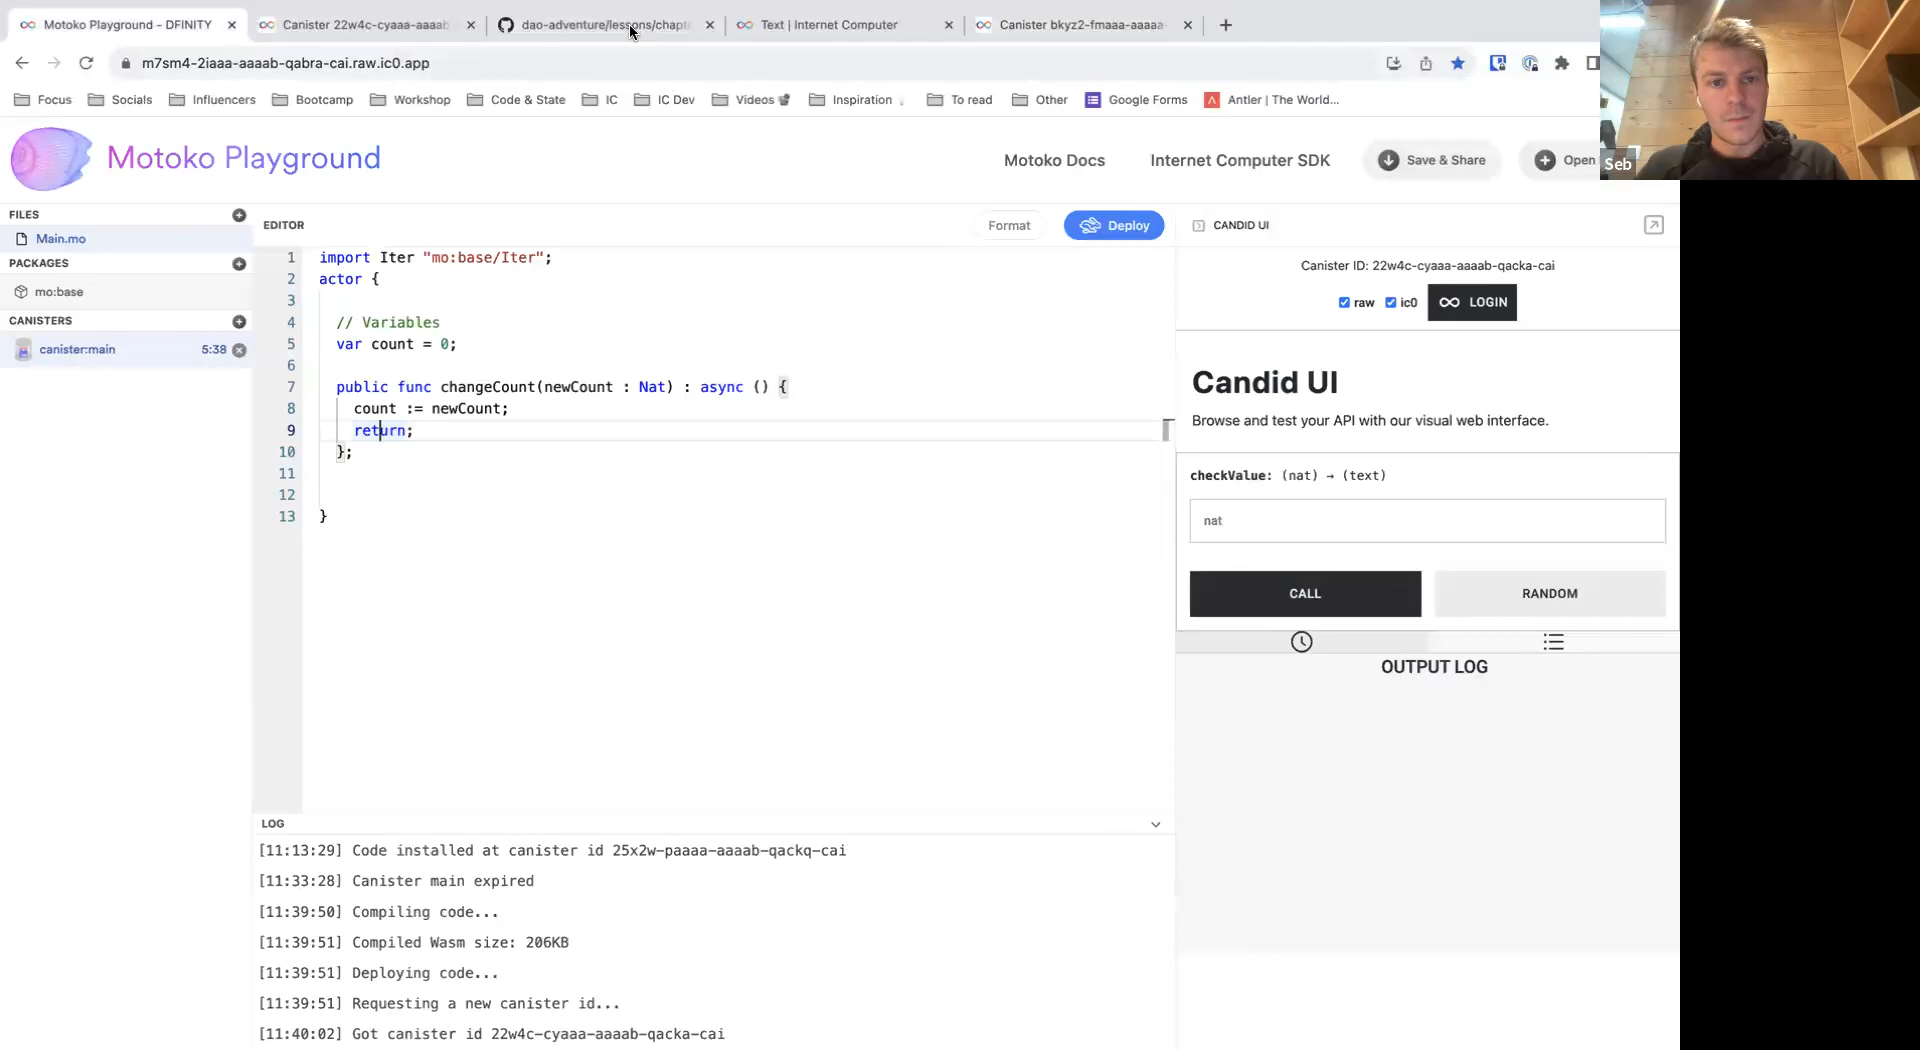 Motoko Playground - DFINITY
Canister 22w4c-cyaaa-aaaab
dao-adventure/lessons/chapt
Text | Internet Computer
Canister bkyz2-fmaaa-aaaaa-
m7sm4-2iaaa-aaaab-qabra-cai.raw.ic0.app
Focus
Socials
Influencers
Bootcamp
Workshop
Code & State
IC
IC Dev
Videos
Inspiration
To read
Other
Google Forms
Antler | The World...
Seb
Motoko Playground
Motoko Docs
Internet Computer SDK
Save & Share
Open
FILES
Main.mo
PACKAGES
mo:base
CANISTERS
canister:main 5:38
EDITOR
Format
Deploy
1 import Iter "mo:base/Iter";
2 actor {
3
4 // Variables
5 var count = 0;
6
7 public func changeCount(newCount : Nat) : async () {
8 count := newCount;
9 return;
10 };
11
12
13 }
LOG
[11:13:29] Code installed at canister id 25x2w-paaaa-aaaab-qackq-cai
[11:33:28] Canister main expired
[11:39:50] Compiling code...
[11:39:51] Compiled Wasm size: 206KB
[11:39:51] Deploying code...
[11:39:51] Requesting a new canister id...
[11:40:02] Got canister id 22w4c-cyaaa-aaaab-qacka-cai
CANDID UI
Canister ID: 22w4c-cyaaa-aaaab-qacka-cai
raw
ic0
LOGIN
Candid UI
Browse and test your API with our visual web interface.
checkValue: (nat) → (text)
nat
CALL
RANDOM
OUTPUT LOG